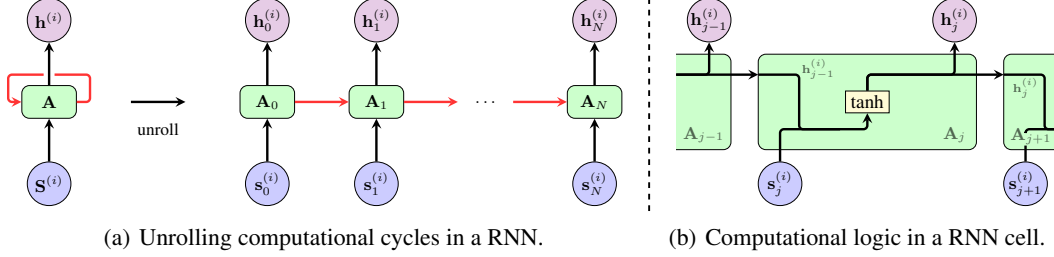 h^(i) h_0^(i) h_1^(i) h_N^(i) h_{j-1}^(i) h_j^(i)
h_{j-1}^(i) h_j^(i)
A A_0 A_1 ... A_N tanh
unroll A_{j-1} A_j A_{j+1}
S^(i) s_0^(i) s_1^(i) s_N^(i) s_j^(i) s_{j+1}^(i)
(a) Unrolling computational cycles in a RNN. (b) Computational logic in a RNN cell.